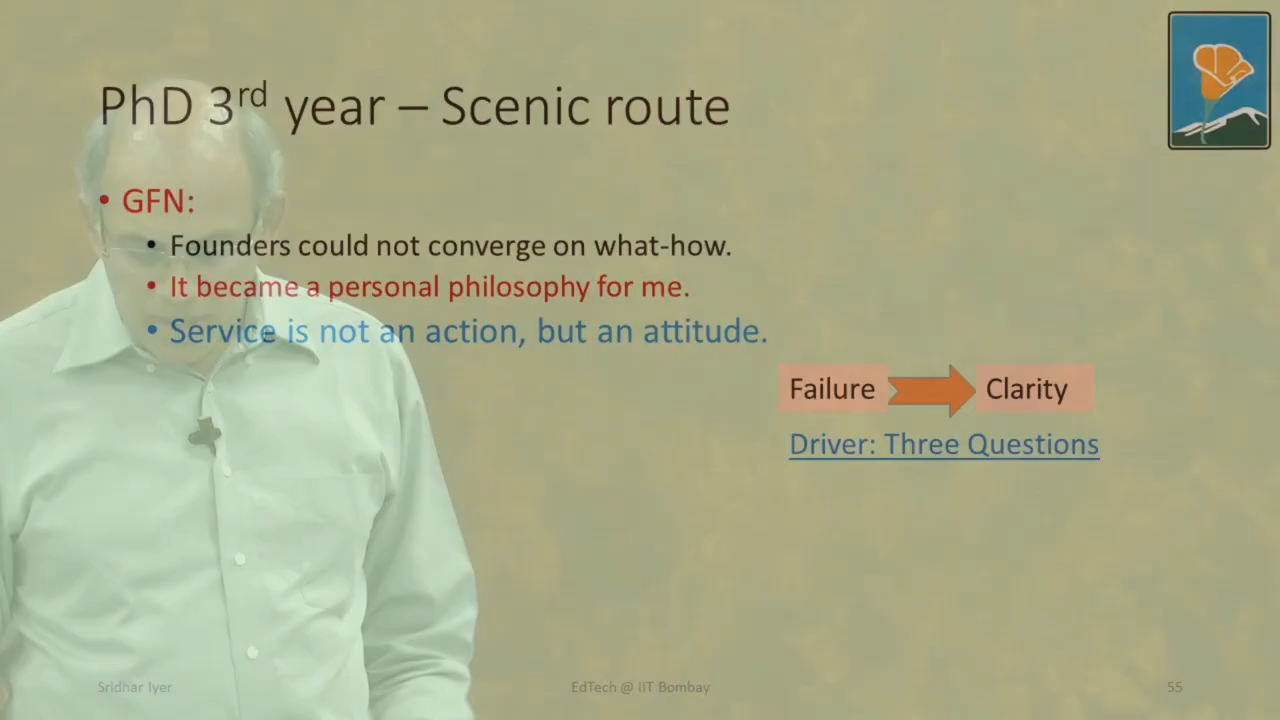 PhD 3rd year – Scenic route
• GFN:
• Founders could not converge on what-how.
• It became a personal philosophy for me.
• Service is not an action, but an attitude.
Failure Clarity
Driver: Three Questions
Sridhar Iyer EdTech @ IIT Bombay 55